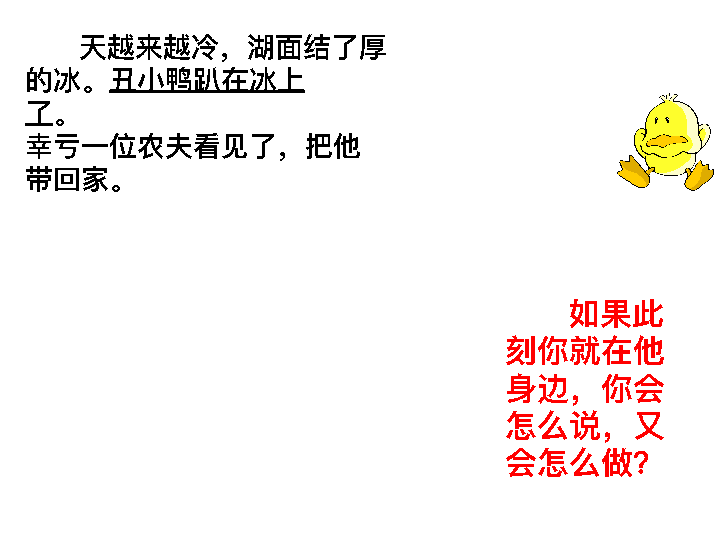 天越来越冷，湖面结了厚
的冰。丑小鸭趴在冰上
了。
幸亏一位农夫看见了，把他
带回家。
如果此
刻你就在他
身边，你会
怎么说，又
会怎么做？